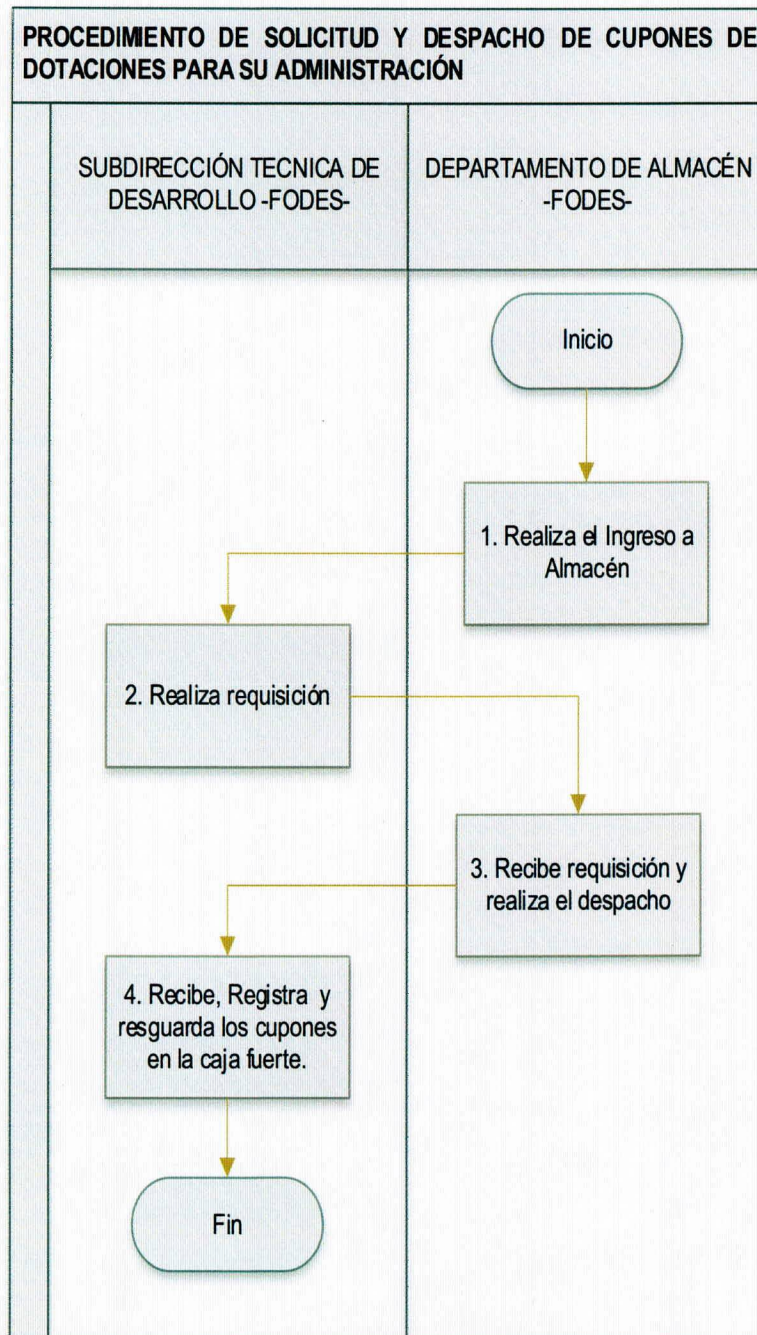 PROCEDIMIENTO DE SOLICITUD Y DESPACHO DE CUPONES DE
DOTACIONES PARA SU ADMINISTRACIÓN
SUBDIRECCIÓN TECNICA DE
DESARROLLO -FODES-
DEPARTAMENTO DE ALMACÉN
-FODES-
Inicio
1. Realiza el Ingreso a
Almacén
2. Realiza requisición
3. Recibe requisición y
realiza el despacho
4. Recibe, Registra y
resguarda los cupones
en la caja fuerte.
Fin